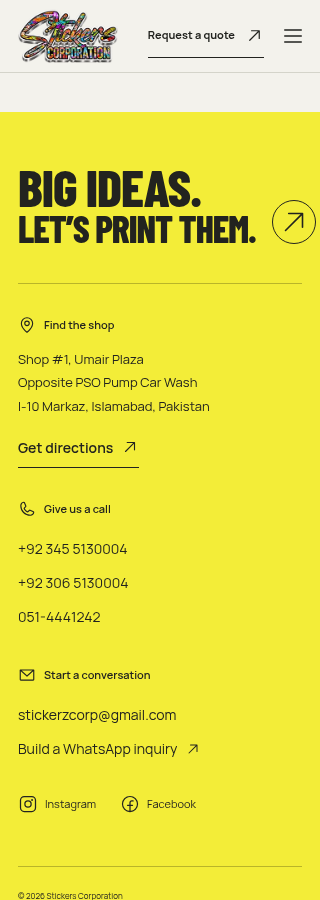 Stickers
CORPORATION
Request a quote
BIG IDEAS.
LET'S PRINT THEM.
Find the shop
Shop #1, Umair Plaza
Opposite PSO Pump Car Wash
I-10 Markaz, Islamabad, Pakistan
Get directions
Give us a call
+92 345 5130004
+92 306 5130004
051-4441242
Start a conversation
stickerzcorp@gmail.com
Build a WhatsApp inquiry
Instagram Facebook
© 2026 Stickers Corporation